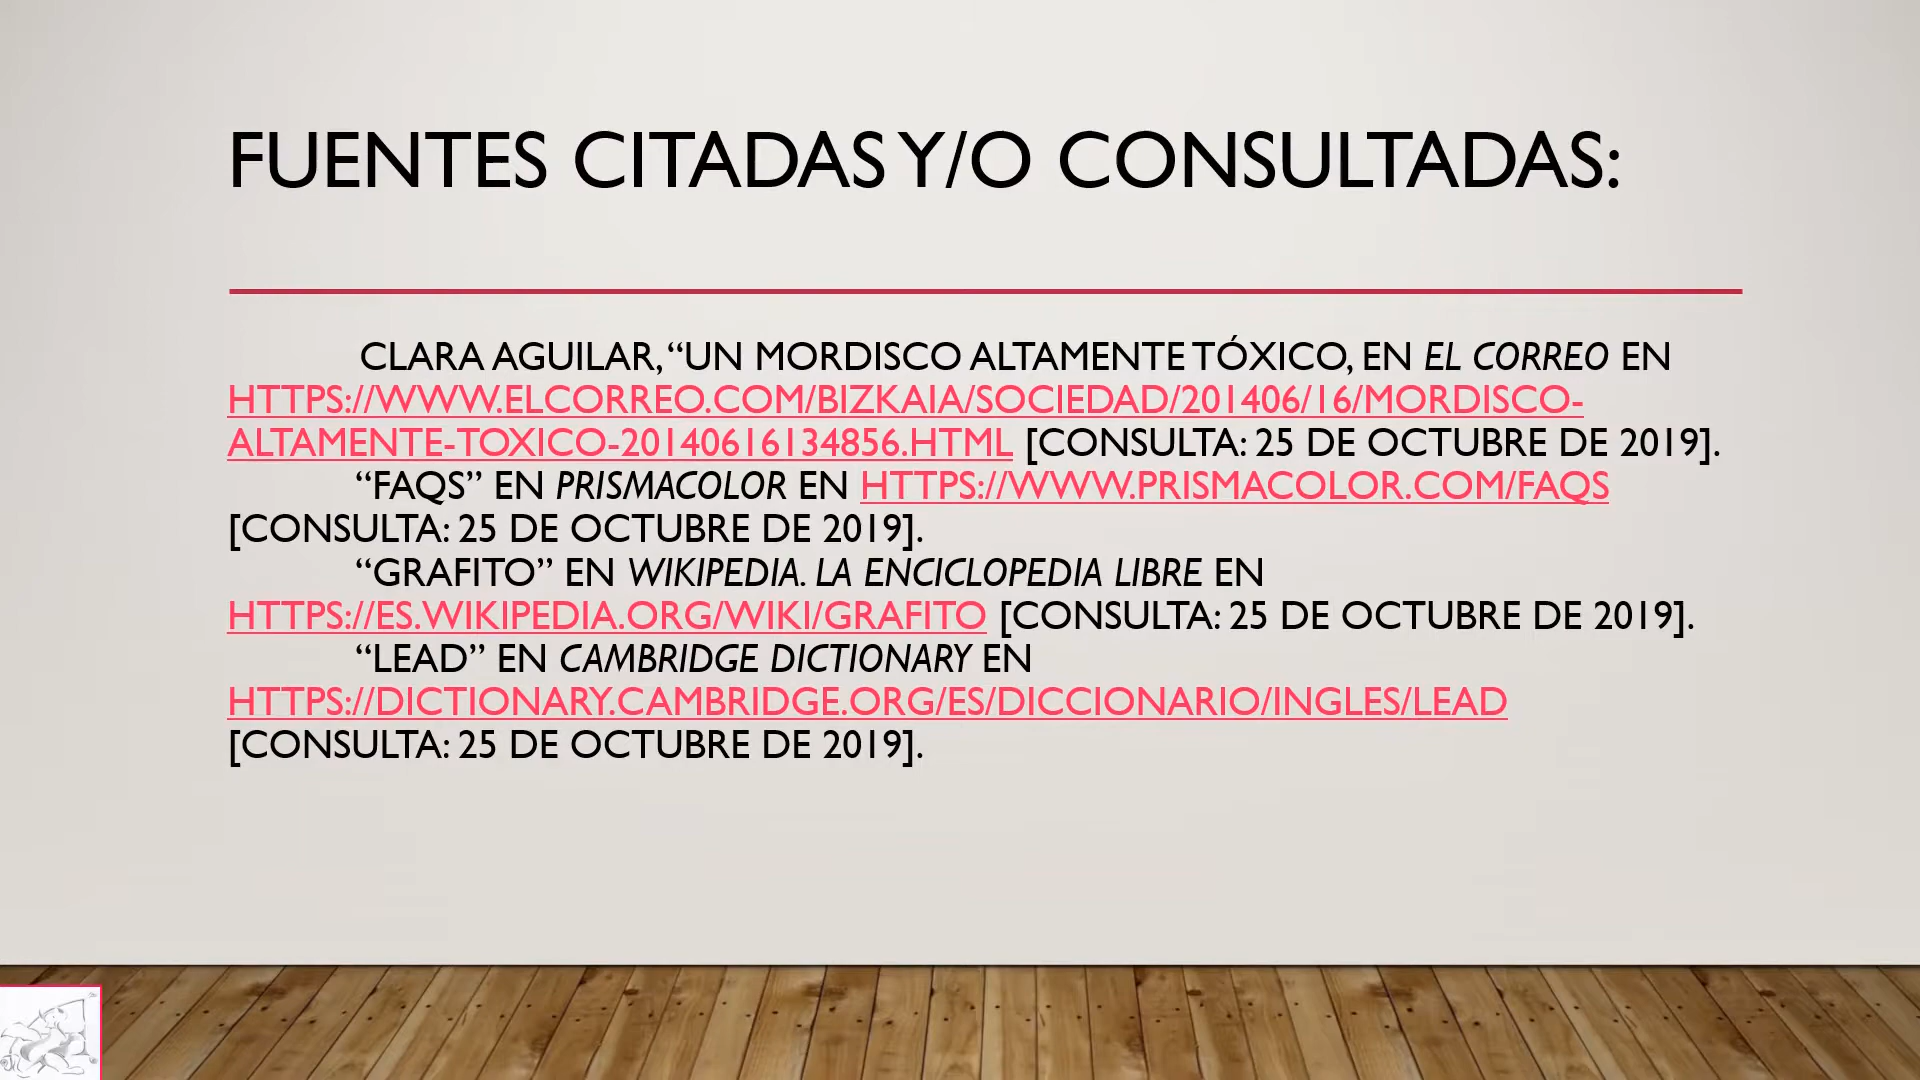 FUENTES CITADAS Y/O CONSULTADAS:
CLARA AGUILAR, “UN MORDISCO ALTAMENTE TÓXICO, EN EL CORREO EN
HTTPS://WWW.ELCORREO.COM/BIZKAIA/SOCIEDAD/201406/16/MORDISCO-
ALTAMENTE-TOXICO-20140616134856.HTML [CONSULTA: 25 DE OCTUBRE DE 2019].
“FAQS” EN PRISMACOLOR EN HTTPS://WWW.PRISMACOLOR.COM/FAQS
[CONSULTA: 25 DE OCTUBRE DE 2019].
“GRAFITO” EN WIKIPEDIA. LA ENCICLOPEDIA LIBRE EN
HTTPS://ES.WIKIPEDIA.ORG/WIKI/GRAFITO [CONSULTA: 25 DE OCTUBRE DE 2019].
“LEAD” EN CAMBRIDGE DICTIONARY EN
HTTPS://DICTIONARY.CAMBRIDGE.ORG/ES/DICCIONARIO/INGLES/LEAD
[CONSULTA: 25 DE OCTUBRE DE 2019].